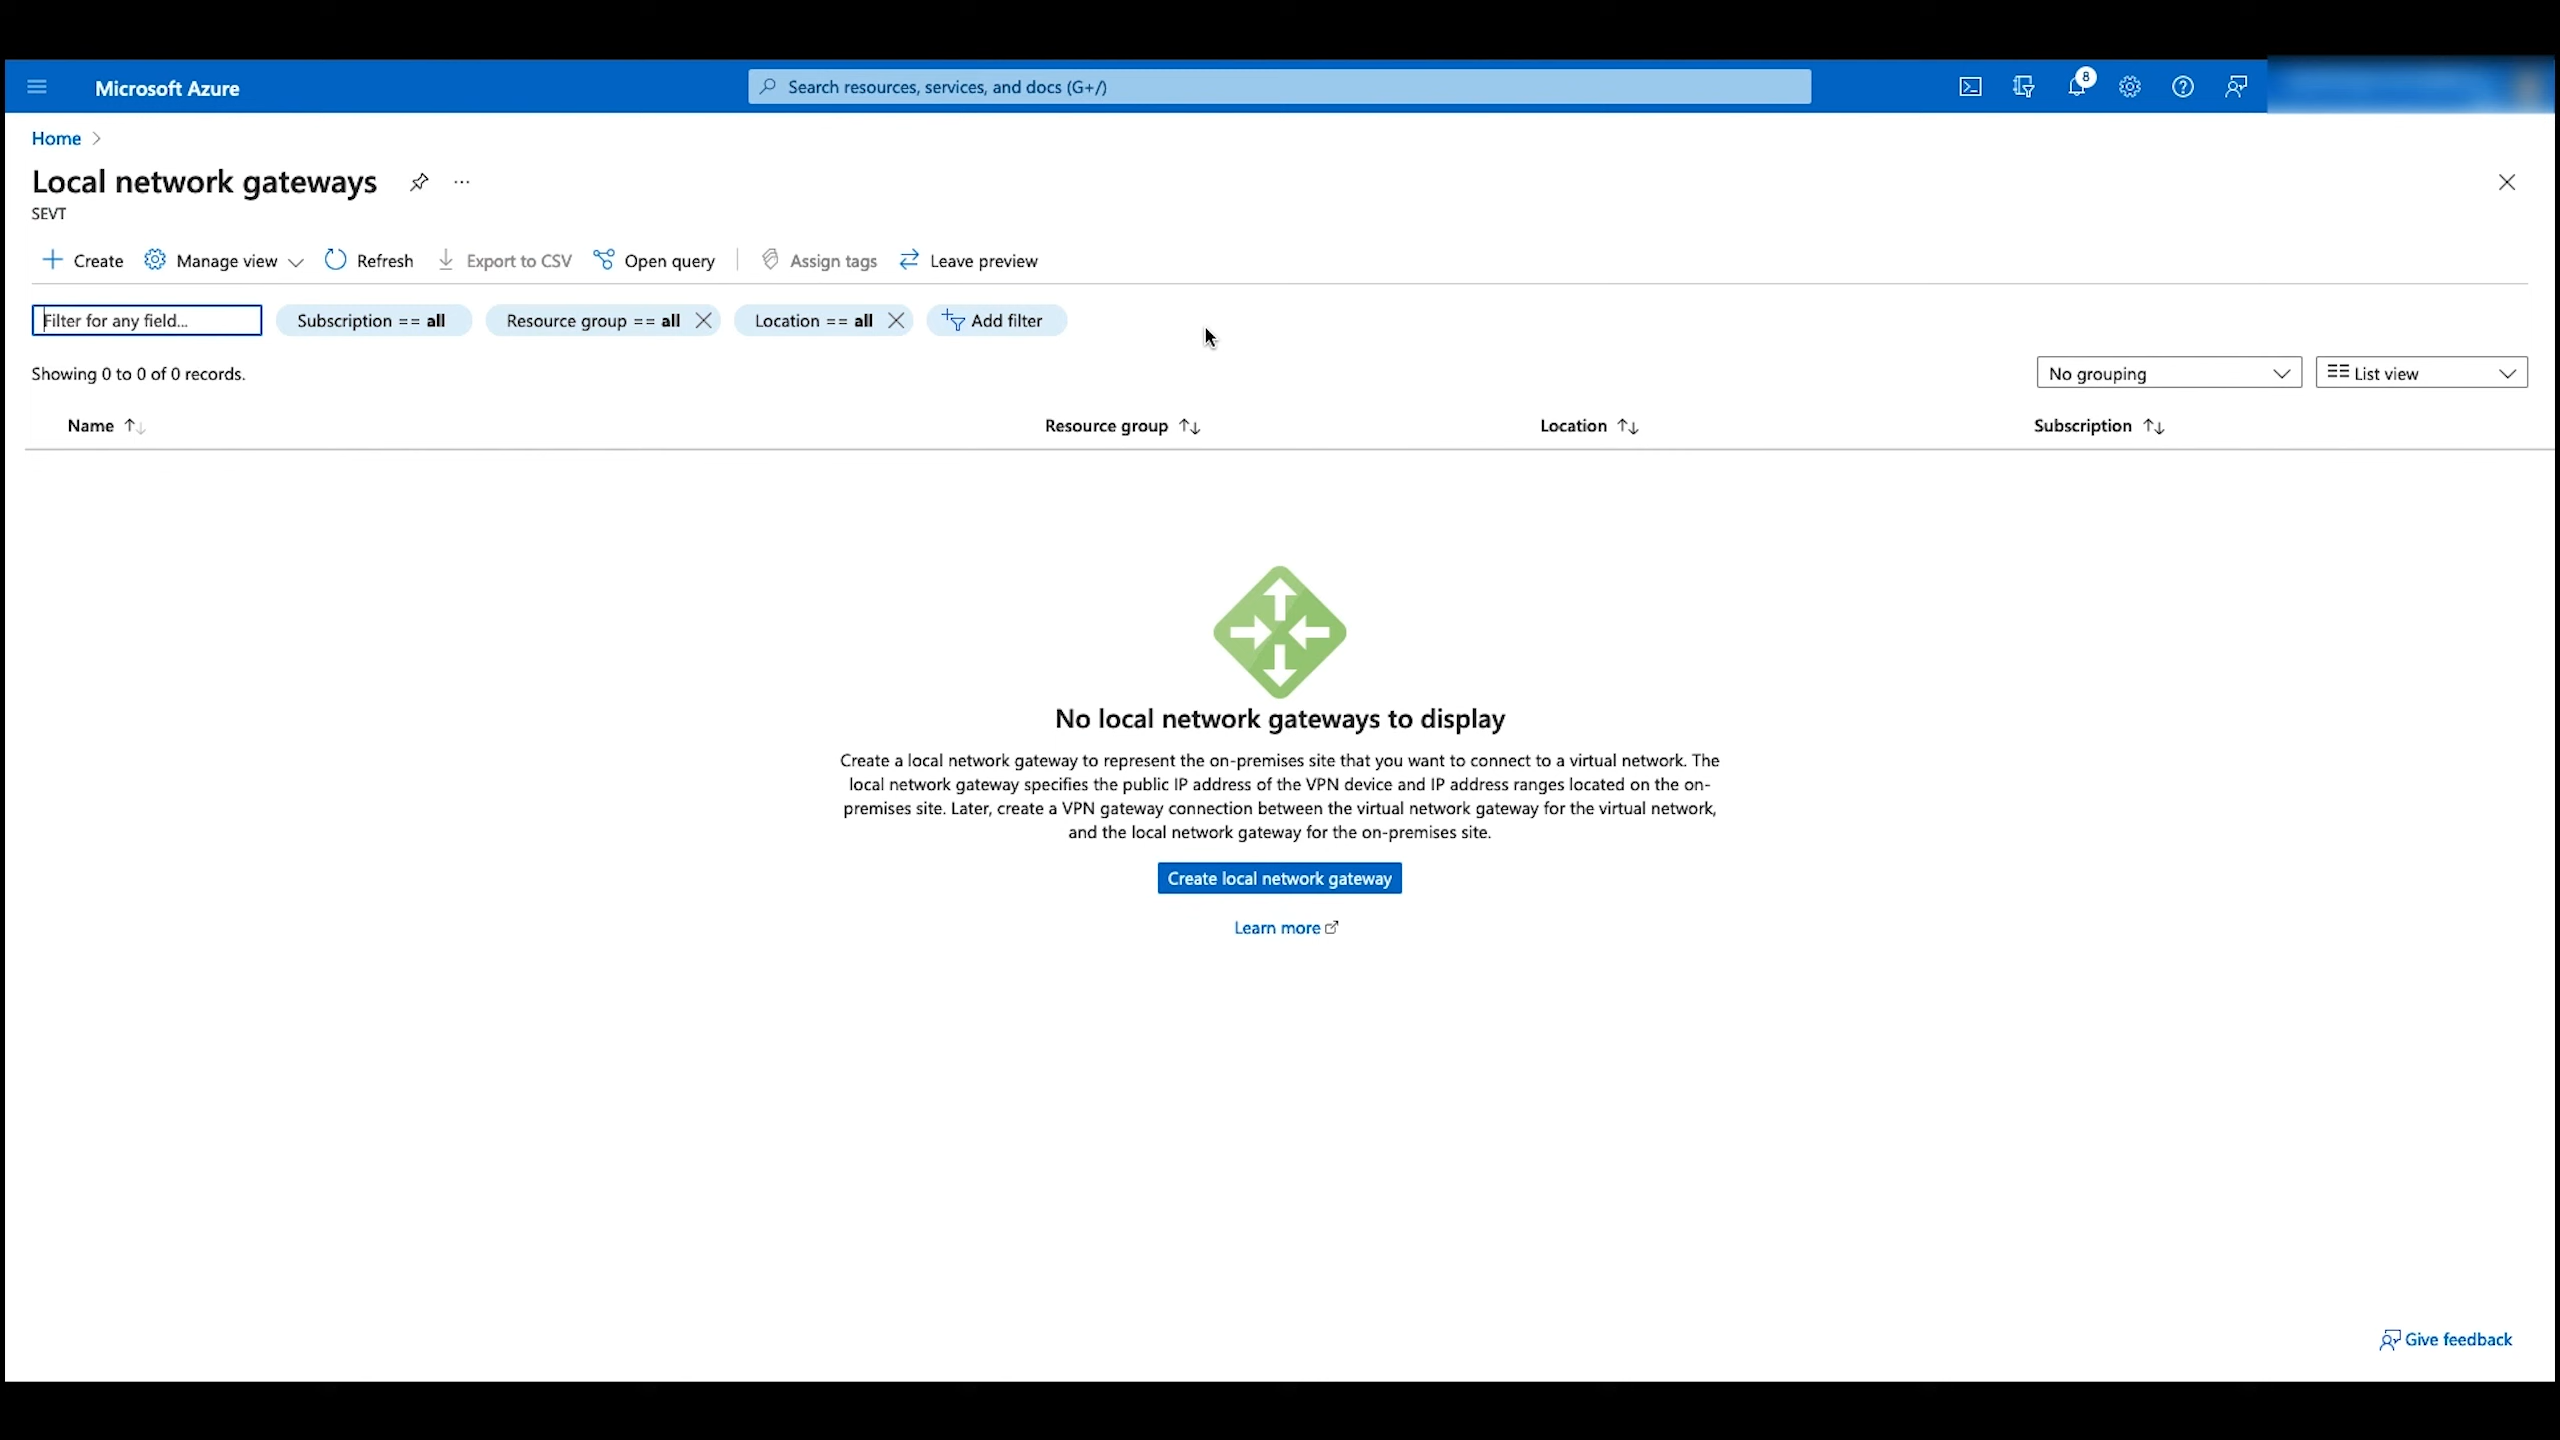 Microsoft Azure
Search resources, services, and docs (G+/)
8
Home
Local network gateways
...
SEVT
Create
Manage view
Refresh
Export to CSV
Open query
Assign tags
Leave preview
Filter for any field...
Subscription == all
Resource group == all
Location == all
Add filter
Showing 0 to 0 of 0 records.
No grouping
List view
Name
Resource group
Location
Subscription
No local network gateways to display
Create a local network gateway to represent the on-premises site that you want to connect to a virtual network. The
local network gateway specifies the public IP address of the VPN device and IP address ranges located on the on-
premises site. Later, create a VPN gateway connection between the virtual network gateway for the virtual network,
and the local network gateway for the on-premises site.
Create local network gateway
Learn more
Give feedback